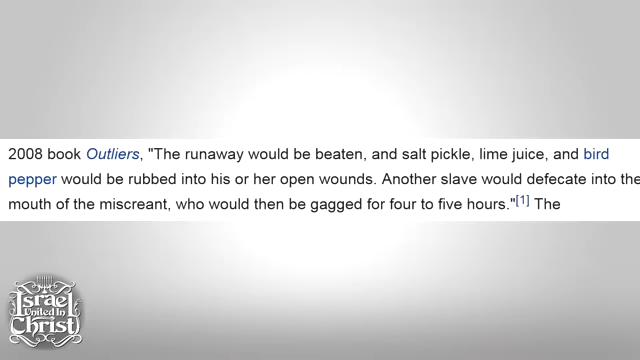 2008 book Outliers, "The runaway would be beaten, and salt pickle, lime juice, and bird
pepper would be rubbed into his or her open wounds. Another slave would defecate into the
mouth of the miscreant, who would then be gagged for four to five hours."[1] The
Israel
United In
Christ